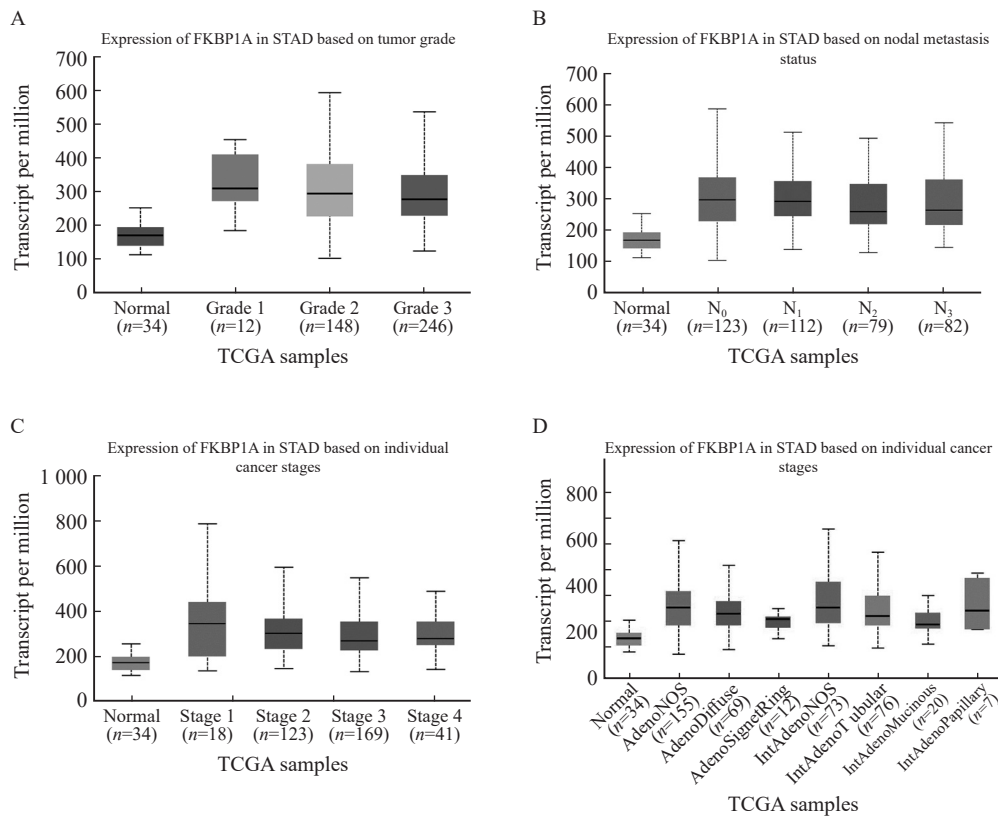 A
Expression of FKBP1A in STAD based on tumor grade
Transcript per million
700
600
500
400
300
200
100
0
Normal
(n=34)
Grade 1
(n=12)
Grade 2
(n=148)
Grade 3
(n=246)
TCGA samples
B
Expression of FKBP1A in STAD based on nodal metastasis
status
Transcript per million
700
600
500
400
300
200
100
0
Normal
(n=34)
N₀
(n=123)
N₁
(n=112)
N₂
(n=79)
N₃
(n=82)
TCGA samples
C
Expression of FKBP1A in STAD based on individual
cancer stages
Transcript per million
1 000
800
600
400
200
0
Normal
(n=34)
Stage 1
(n=18)
Stage 2
(n=123)
Stage 3
(n=169)
Stage 4
(n=41)
TCGA samples
D
Expression of FKBP1A in STAD based on individual cancer
stages
Transcript per million
800
600
400
200
0
Normal
(n=34)
AdenoNOS
(n=155)
AdenoDiffuse
(n=69)
AdenoSignetRing
(n=12)
IntAdenoNOS
(n=73)
IntAdenoT ubular
(n=76)
IntAdenoMucinous
(n=20)
IntAdenoPapillary
(n=7)
TCGA samples